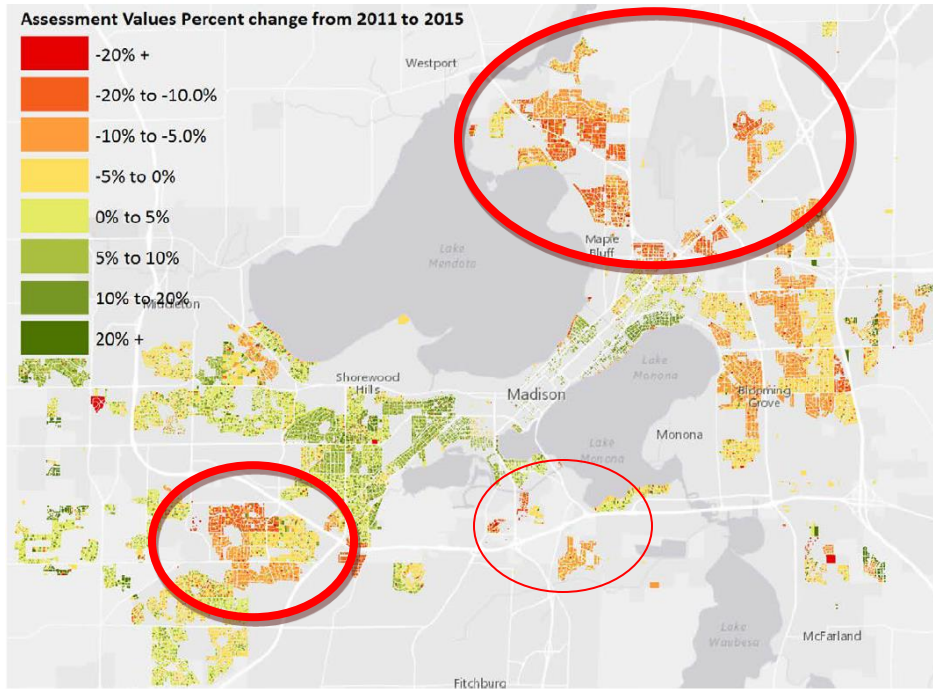 Assessment Values Percent change from 2011 to 2015
-20% +
-20% to -10.0%
-10% to -5.0%
-5% to 0%
0% to 5%
5% to 10%
10% to 20%
20% +
Westport
Maple
Bluff
Lake
Mendota
Middleton
Shorewood
Hills
Madison
Lake
Monona
Blooming
Grove
Lake
Monona
Monona
Lake
Waubesa
McFarland
Fitchburg